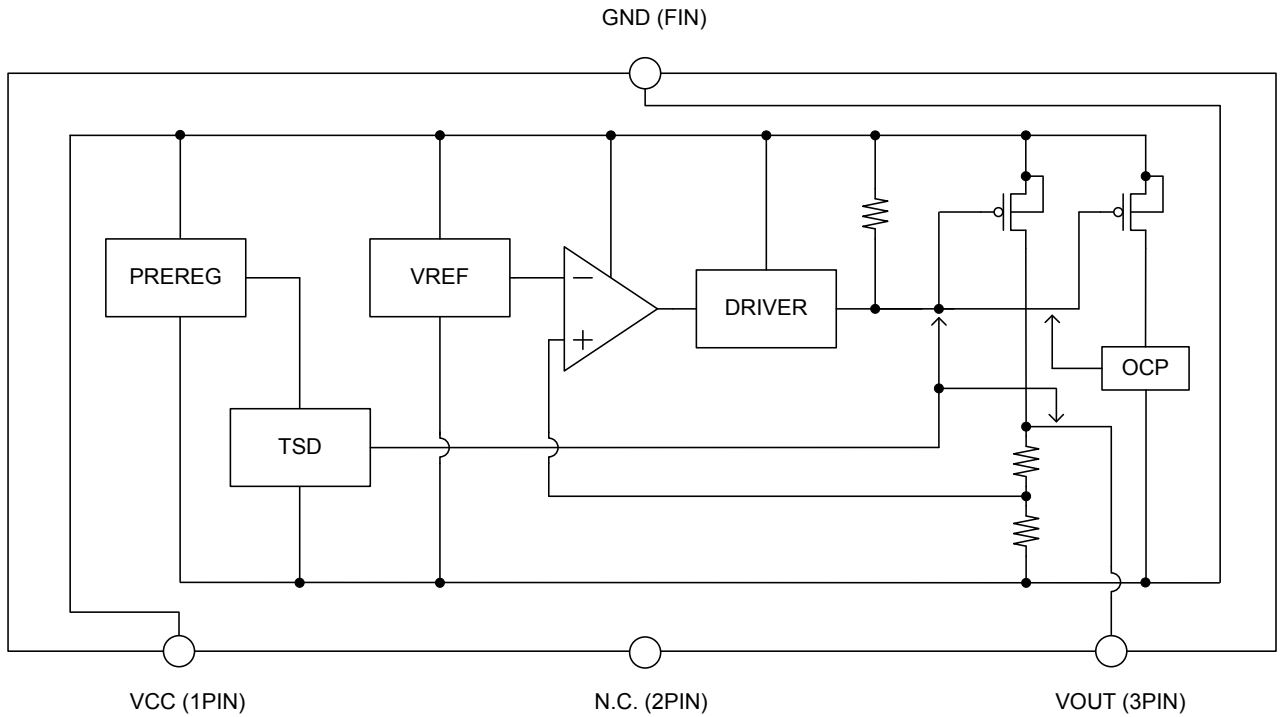 GND (FIN)
PREREG
VREF
−
+
DRIVER
OCP
TSD
VCC (1PIN)
N.C. (2PIN)
VOUT (3PIN)